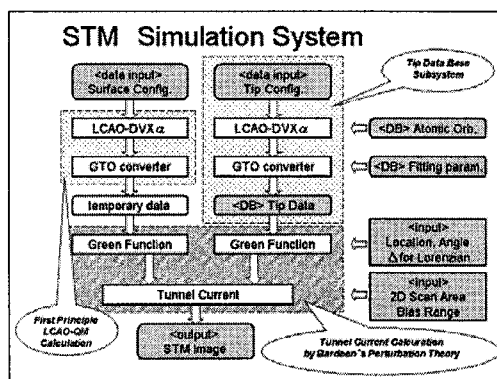 STM Simulation System
<data input>
Surface Config.
<data input>
Tip Config.
Tip Data Base
Subsystem
LCAO-DVXα
LCAO-DVXα
<DB> Atomic Orb.
GTO converter
GTO converter
<DB> Fitting param.
temporary data
<DB> Tip Data
Green Function
Green Function
<input>
Location, Angle
Δ for Lorenzian
Tunnel Current
<input>
2D Scan Area
Bias Range
First Principle
LCAO-QM
Calculation
<output>
STM image
Tunnel Current Calcuration
by Bardeen's Perturbation Theory